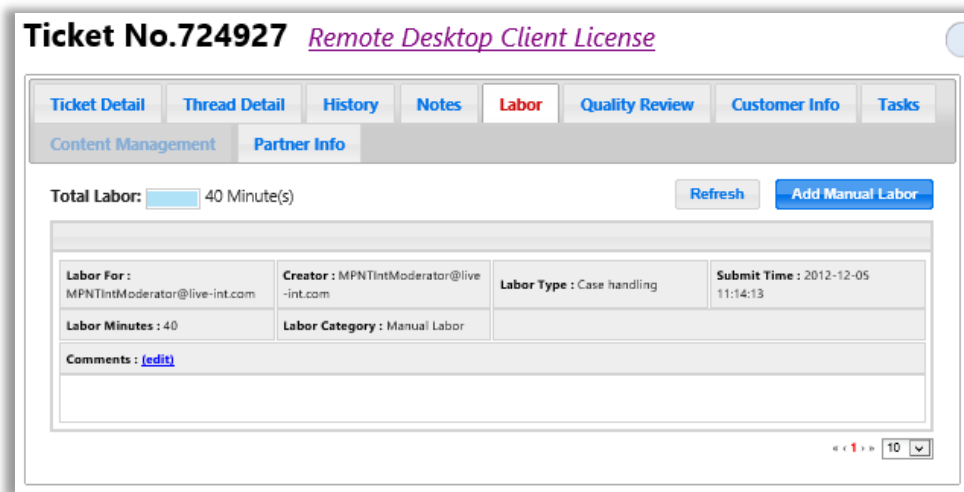 Ticket No.724927 Remote Desktop Client License
Ticket Detail Thread Detail History Notes Labor Quality Review Customer Info Tasks
Content Management Partner Info
Total Labor: 40 Minute(s) Refresh Add Manual Labor
Labor For :
MPNTIntModerator@live-int.com
Creator : MPNTIntModerator@live
-int.com
Labor Type : Case handling
Submit Time : 2012-12-05
11:14:13
Labor Minutes : 40 Labor Category : Manual Labor
Comments : (edit)
« ‹ 1 › » 10